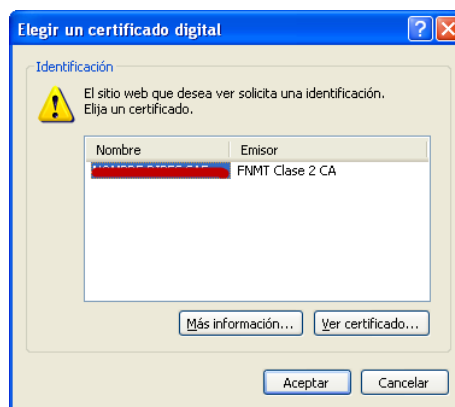 Elegir un certificado digital
Identificación
El sitio web que desea ver solicita una identificación.
Elija un certificado.
Nombre Emisor
FNMT Clase 2 CA
Más información... Ver certificado...
Aceptar Cancelar